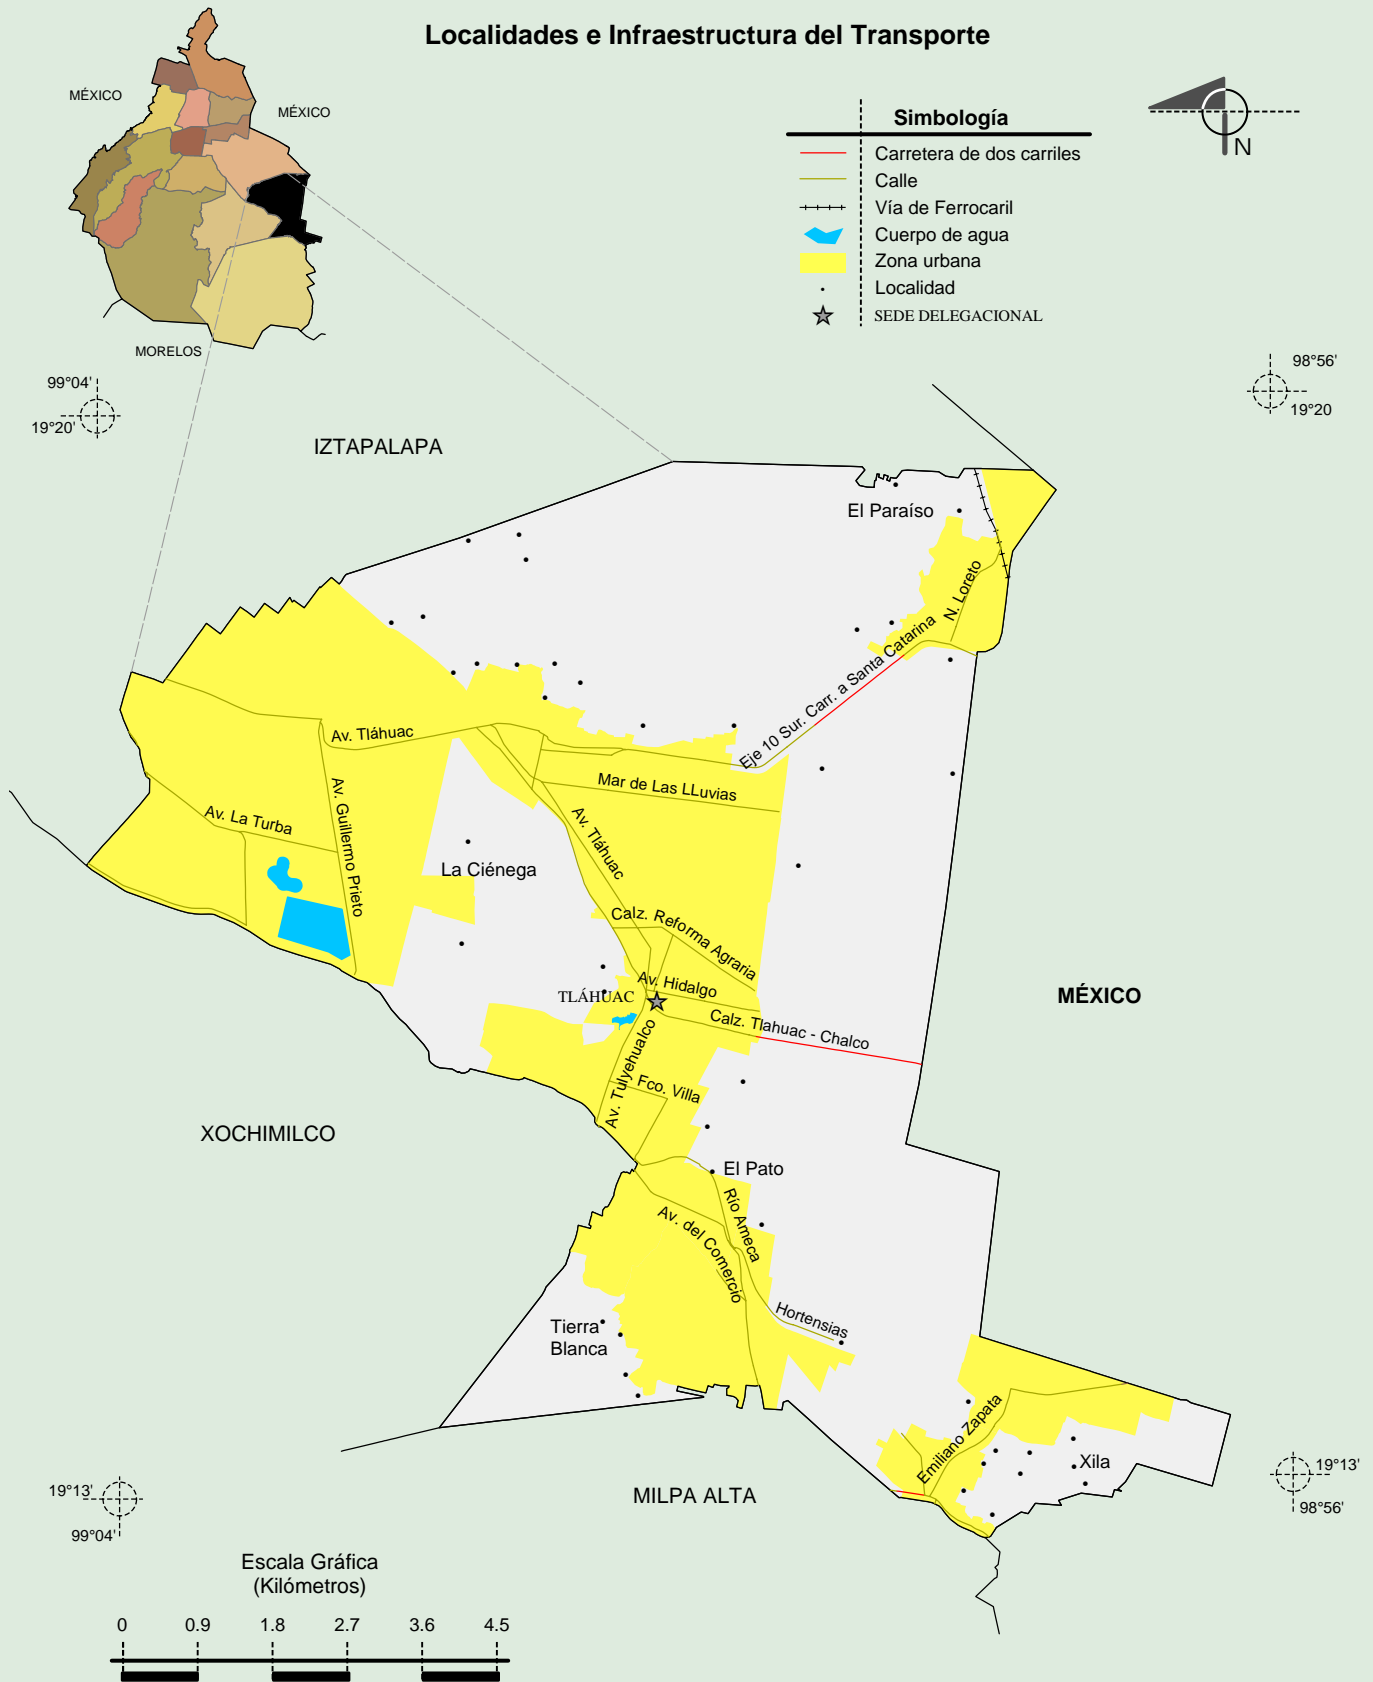 Localidades e Infraestructura del Transporte
MÉXICO
MÉXICO
MORELOS
Simbología
Carretera de dos carriles
Calle
Vía de Ferrocaril
Cuerpo de agua
Zona urbana
Localidad
SEDE DELEGACIONAL
N
99°04'
19°20'
98°56'
19°20
IZTAPALAPA
El Paraíso
N. Loreto
Eje 10 Sur. Carr. a Santa Catarina
Av. Tláhuac
Mar de Las LLuvias
Av. La Turba
Av. Guillermo Prieto
Av. Tláhuac
La Ciénega
Calz. Reforma Agraria
Av. Hidalgo
TLÁHUAC
Calz. Tlahuac - Chalco
MÉXICO
Av. Tulyehualco
Fco. Villa
XOCHIMILCO
El Pato
Río Ameca
Av. del Comerció
Hortensias
Tierra
Blanca
Emiliano Zapata
Xila
MILPA ALTA
19°13'
99°04'
19°13'
98°56'
Escala Gráfica
(Kilómetros)
0 0.9 1.8 2.7 3.6 4.5